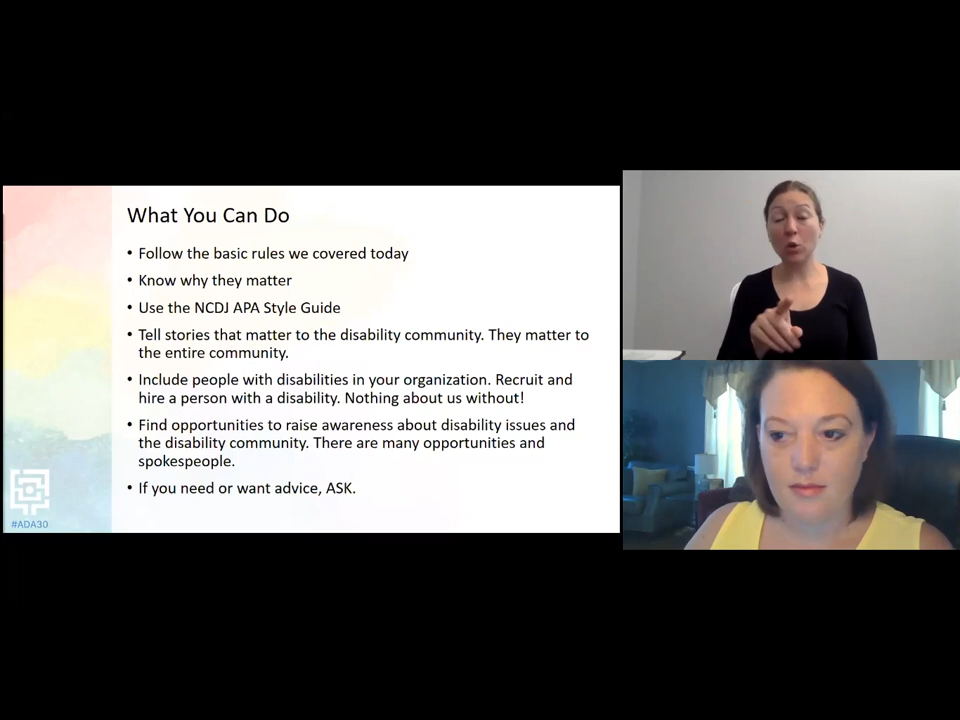 What You Can Do
• Follow the basic rules we covered today
• Know why they matter
• Use the NCDJ APA Style Guide
• Tell stories that matter to the disability community. They matter to
the entire community.
• Include people with disabilities in your organization. Recruit and
hire a person with a disability. Nothing about us without!
• Find opportunities to raise awareness about disability issues and
the disability community. There are many opportunities and
spokespeople.
• If you need or want advice, ASK.
#ADA30